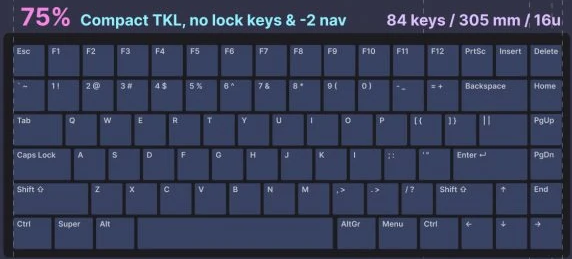 75% Compact TKL, no lock keys & -2 nav 84 keys / 305 mm / 16u
Esc F1 F2 F3 F4 F5 F6 F7 F8 F9 F10 F11 F12 PrtSc Insert Delete
` ~ 1 ! 2 @ 3 # 4 $ 5 % 6 ^ 7 & 8 * 9 ( 0 ) - _ = + Backspace Home
Tab Q W E R T Y U I O P [ { ] } | | PgUp
Caps Lock A S D F G H J K L ; : ' " Enter ↵ PgDn
Shift ⇧ Z X C V B N M , > . > / ? Shift ⇧ ↑ End
Ctrl Super Alt AltGr Menu Ctrl ← ↓ →